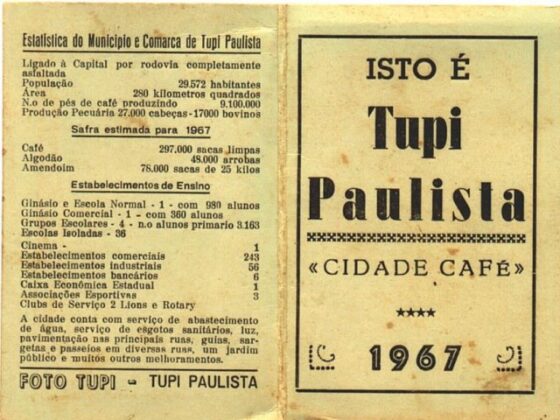 Estatística do Municipio e Comarca de Tupi Paulista
Ligado à Capital por rodovia completamente
asfaltada
População 29.572 habitantes
Area 280 kilometros quadrados
N.o de pés de café produzindo 9.100.000
Produção Pecuária 27.000 cabeças-17000 bovinos
Safra estimada para 1967
Café 297.000 sacas limpas
Algodão 48.000 arrobas
Amendoim 78.000 sacas de 25 kilos
Estabelecimentos de Ensino
Ginásio e Escola Normal - 1 - com 980 alunos
Ginásio Comercial - 1 - com 360 alunos
Grupos Escolares - 4 - n.o alunos primario 3.163
Escolas Isoladas - 36
Cinema - 1
Estabelecimentos comerciais 243
Estabelecimentos industriais 56
Estabelecimentos bancários 6
Caixa Econômica Estadual 1
Associações Esportivas 3
Clubs de Serviço 2 Lions e Rotary
A cidade conta com serviço de abastecimento
de água, serviço de esgotos sanitários, luz,
pavimentação nas principais ruas, guias, sar-
getas e passeios em diversas ruas, um jardim
público e muitos outros melhoramentos.
FOTO TUPI - TUPI PAULISTA
ISTO É
Tupi
Paulista
«CIDADE CAFÉ»
1967